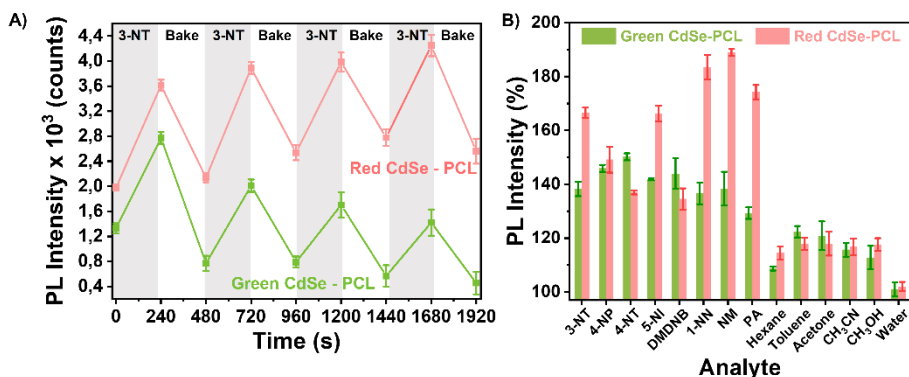 A)
3-NT Bake 3-NT Bake 3-NT Bake 3-NT Bake
PL Intensity x 10³ (counts)
4,4
4,0
3,6
3,2
2,8
2,4
2,0
1,6
1,2
0,8
0,4
Red CdSe - PCL
Green CdSe - PCL
0 240 480 720 960 1200 1440 1680 1920
Time (s)
B)
Green CdSe-PCL Red CdSe-PCL
PL Intensity (%)
200
180
160
140
120
100
3-NT 4-NP 4-NT 5-NI DMDNB 1-NN NM PA Hexane Toluene Acetone CH₃CN CH₃OH Water
Analyte